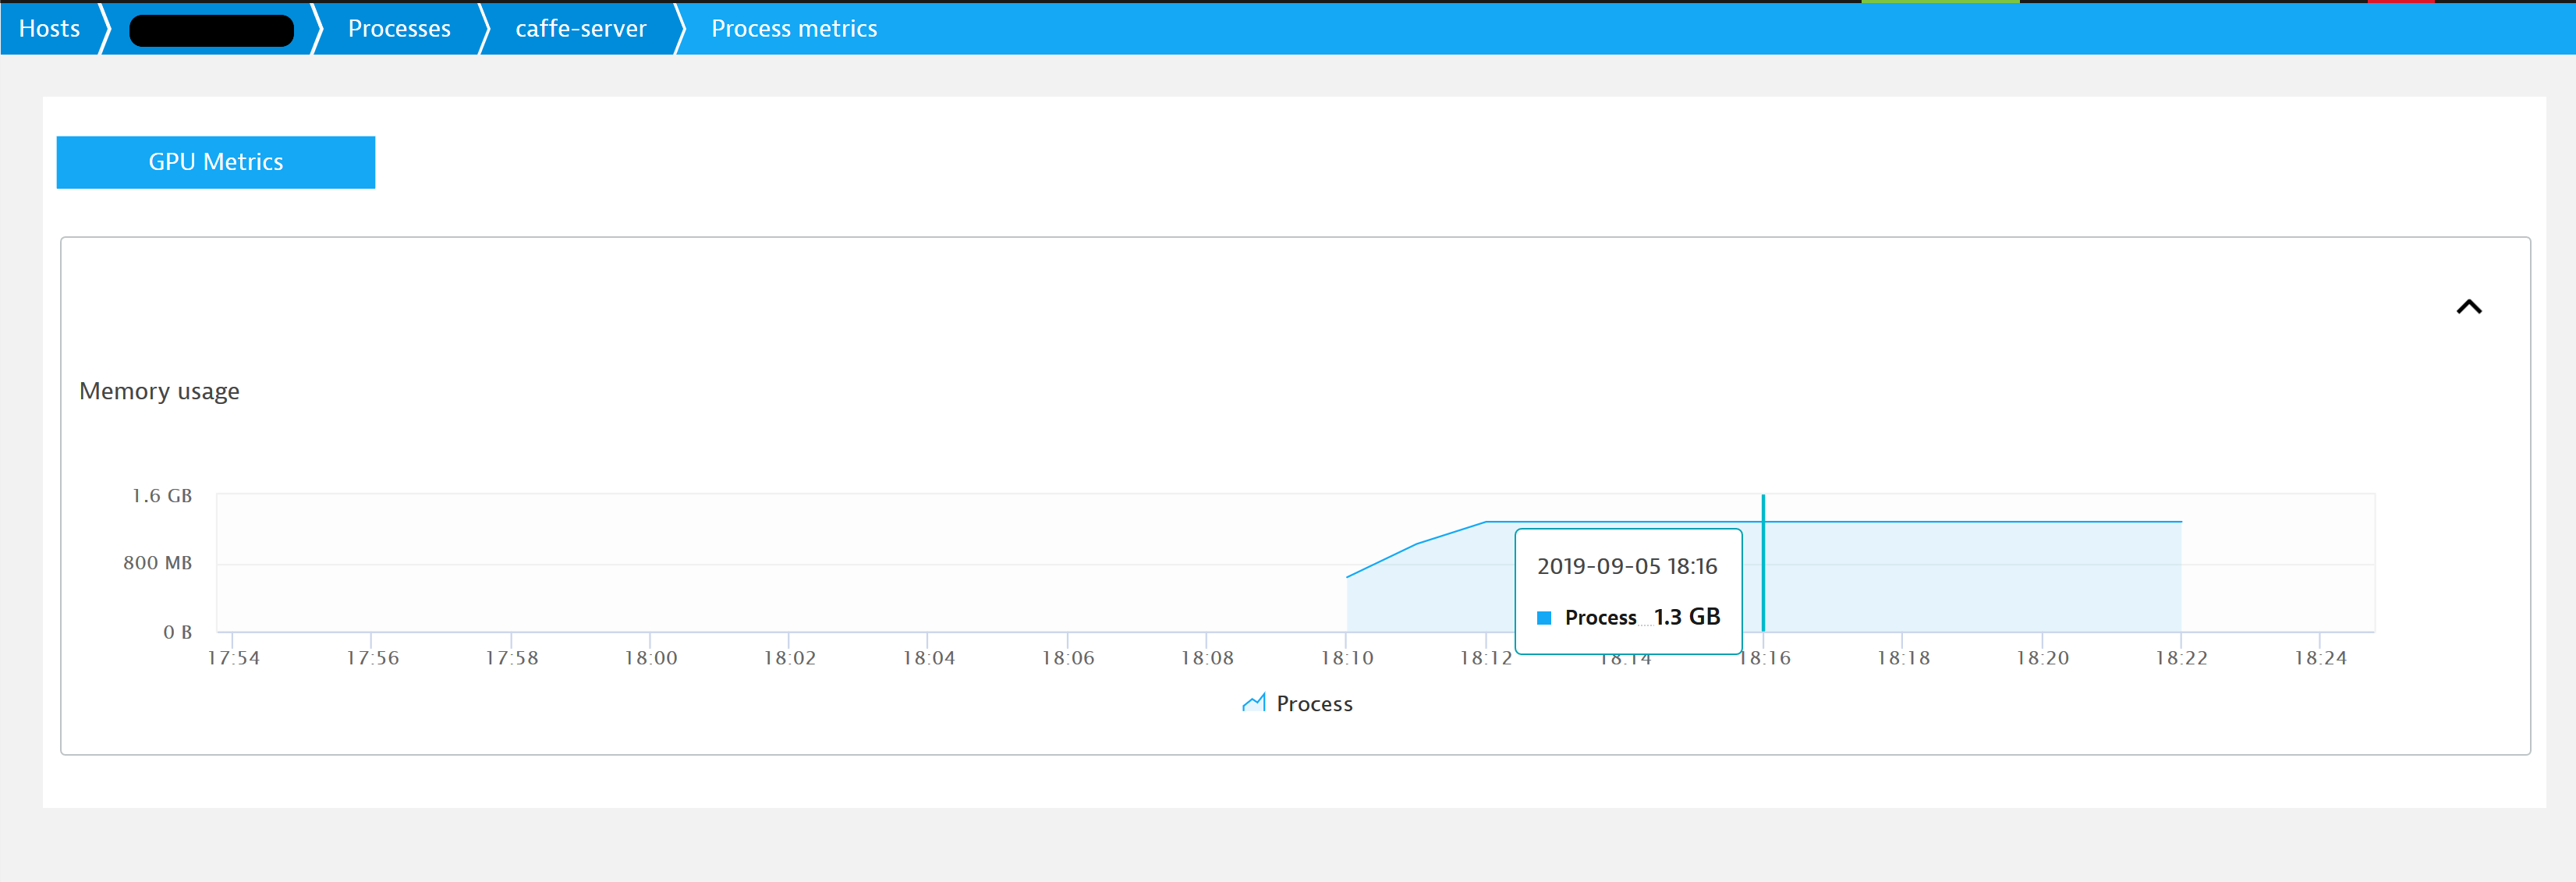 Hosts Processes caffe-server Process metrics
GPU Metrics
Memory usage
1.6 GB
800 MB
0 B
2019-09-05 18:16
Process 1.3 GB
17:54 17:56 17:58 18:00 18:02 18:04 18:06 18:08 18:10 18:12 18:14 18:16 18:18 18:20 18:22 18:24
Process